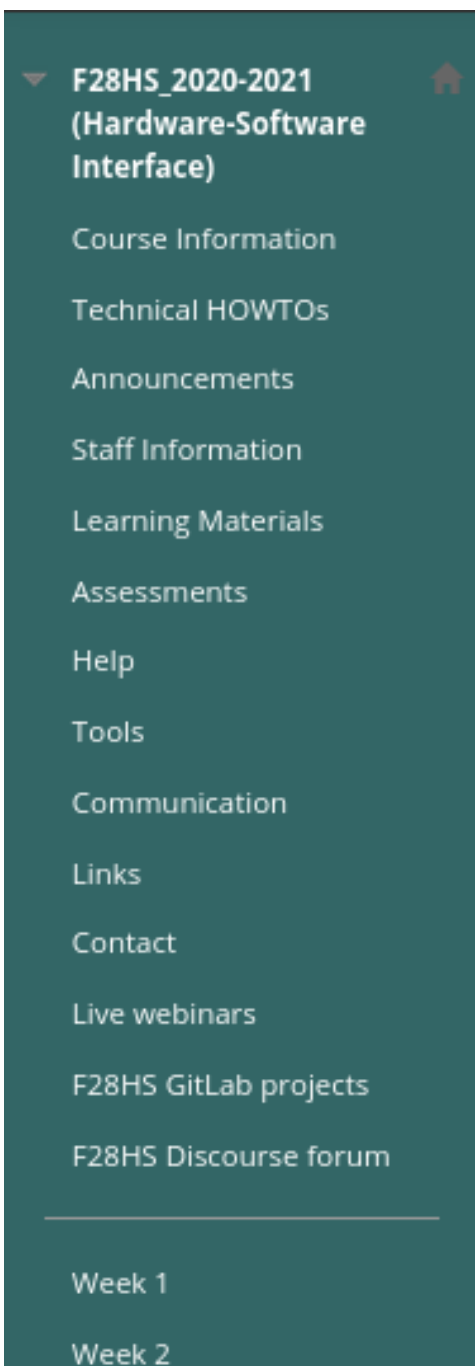 F28HS_2020-2021
(Hardware-Software
Interface)
Course Information
Technical HOWTOs
Announcements
Staff Information
Learning Materials
Assessments
Help
Tools
Communication
Links
Contact
Live webinars
F28HS GitLab projects
F28HS Discourse forum
Week 1
Week 2